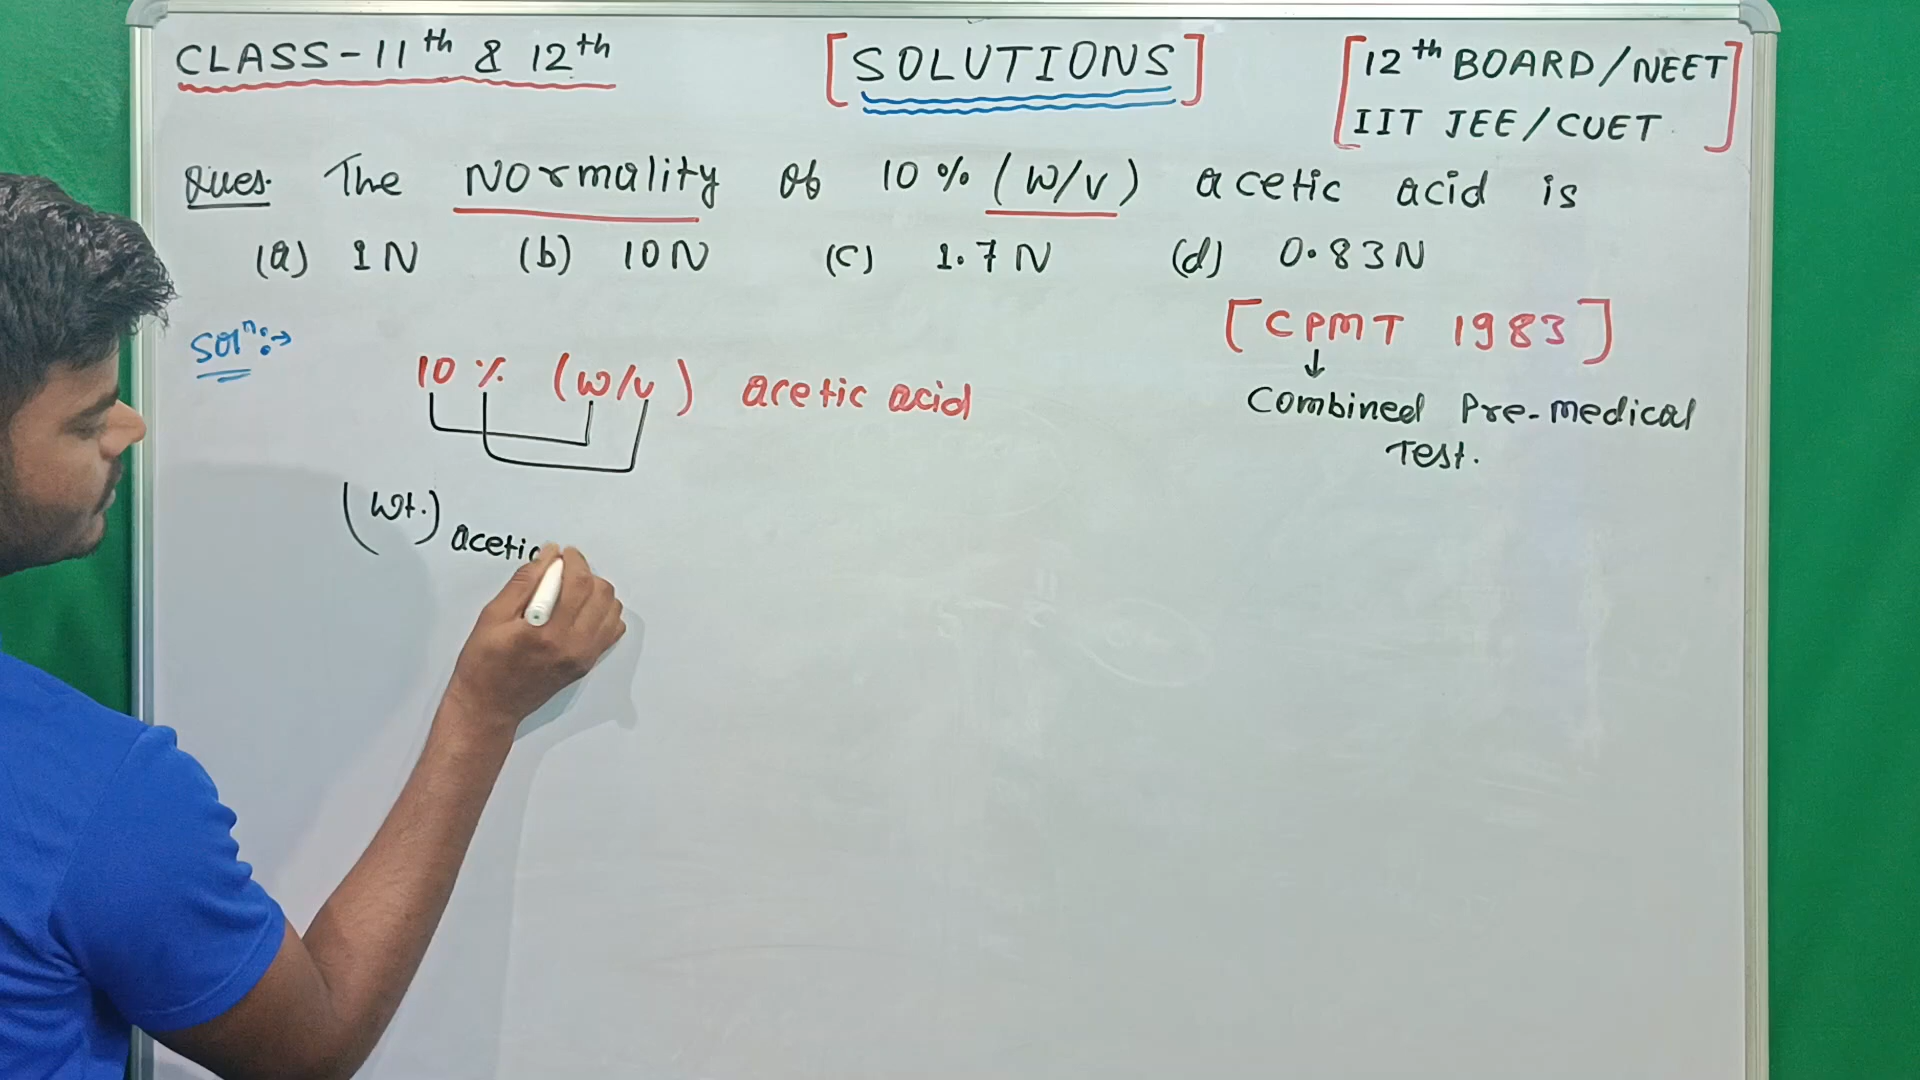 CLASS-11th & 12th
[SOLUTIONS]
[12th BOARD/NEET
IIT JEE/CUET]
Ques. The Normality of 10% (W/V) acetic acid is
(a) 1N (b) 10N (c) 1.7N (d) 0.83N
[CPMT 1983]
↓
Combined Pre-medical
Test.
Solⁿ:→
10% (w/v) acetic acid
(Wt.) acetic